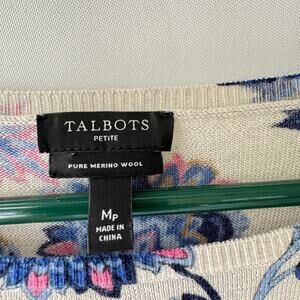 TALBOTS
PETITE
PURE MERINO WOOL
MP
MADE IN
CHINA